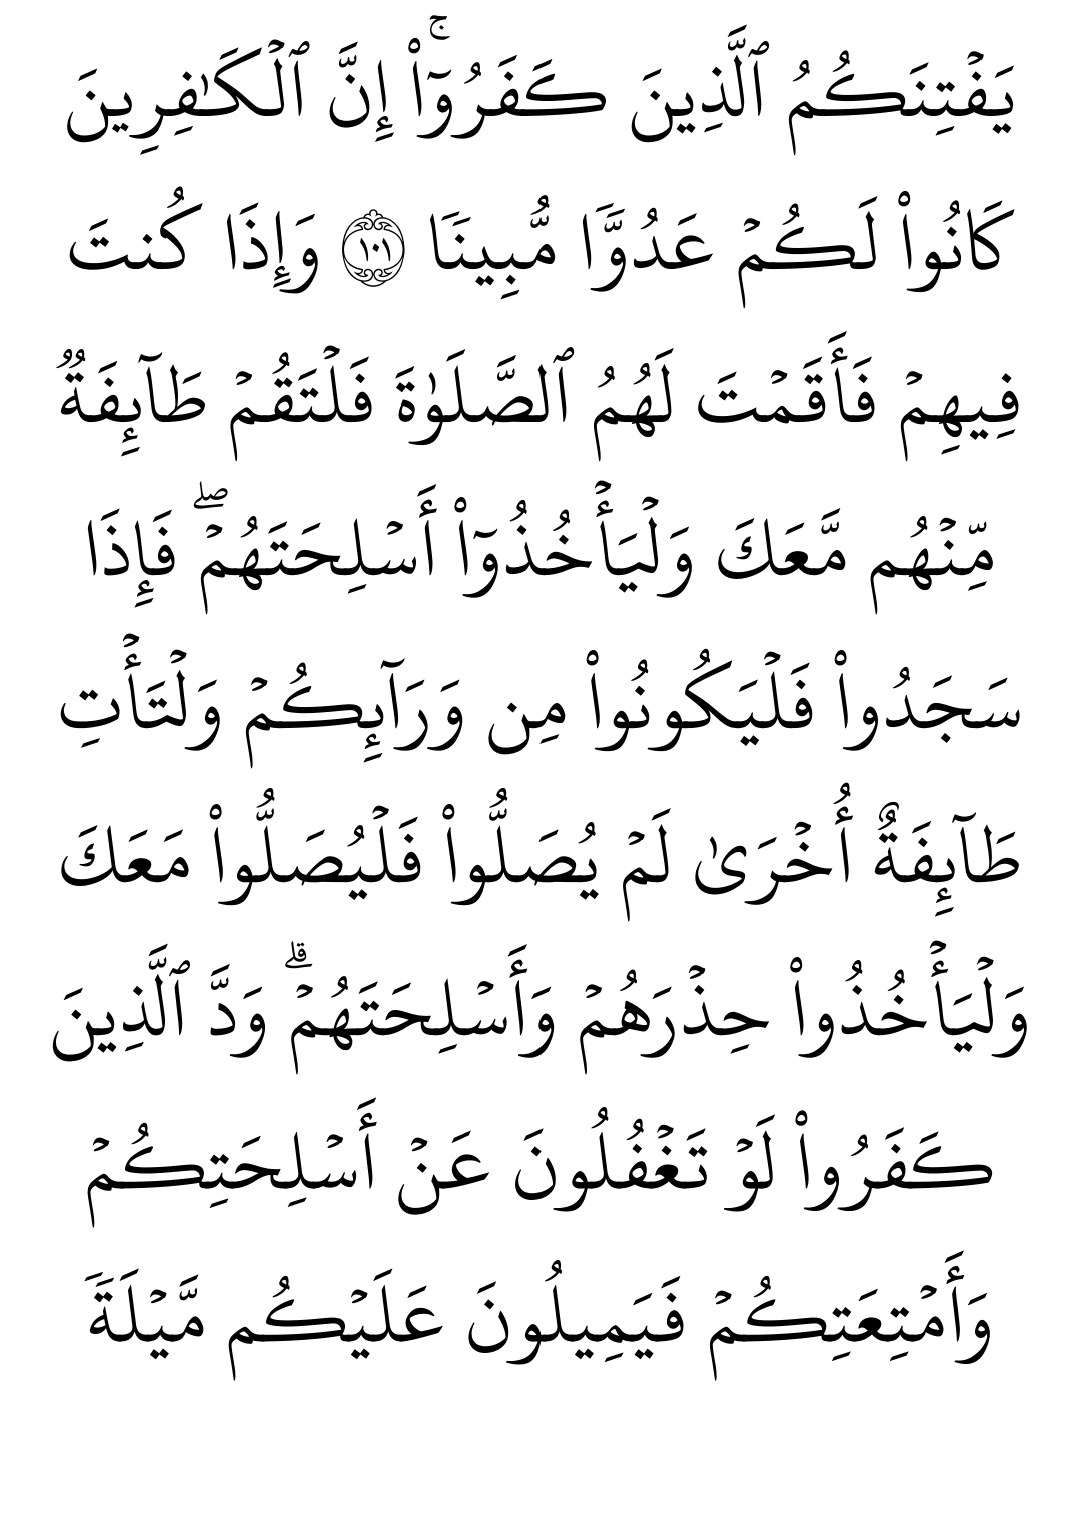 يَفۡتِنَكُمُ ٱلَّذِينَ كَفَرُوٓاْۚ إِنَّ ٱلۡكَٰفِرِينَ
كَانُواْ لَكُمۡ عَدُوّٗا مُّبِينٗا ١٠١ وَإِذَا كُنتَ
فِيهِمۡ فَأَقَمۡتَ لَهُمُ ٱلصَّلَوٰةَ فَلۡتَقُمۡ طَآئِفَةٞ
مِّنۡهُم مَّعَكَ وَلۡيَأۡخُذُوٓاْ أَسۡلِحَتَهُمۡۖ فَإِذَا
سَجَدُواْ فَلۡيَكُونُواْ مِن وَرَآئِكُمۡ وَلۡتَأۡتِ
طَآئِفَةٌ أُخۡرَىٰ لَمۡ يُصَلُّواْ فَلۡيُصَلُّواْ مَعَكَ
وَلۡيَأۡخُذُواْ حِذۡرَهُمۡ وَأَسۡلِحَتَهُمۡۗ وَدَّ ٱلَّذِينَ
كَفَرُواْ لَوۡ تَغۡفُلُونَ عَنۡ أَسۡلِحَتِكُمۡ
وَأَمۡتِعَتِكُمۡ فَيَمِيلُونَ عَلَيۡكُم مَّيۡلَةٗ